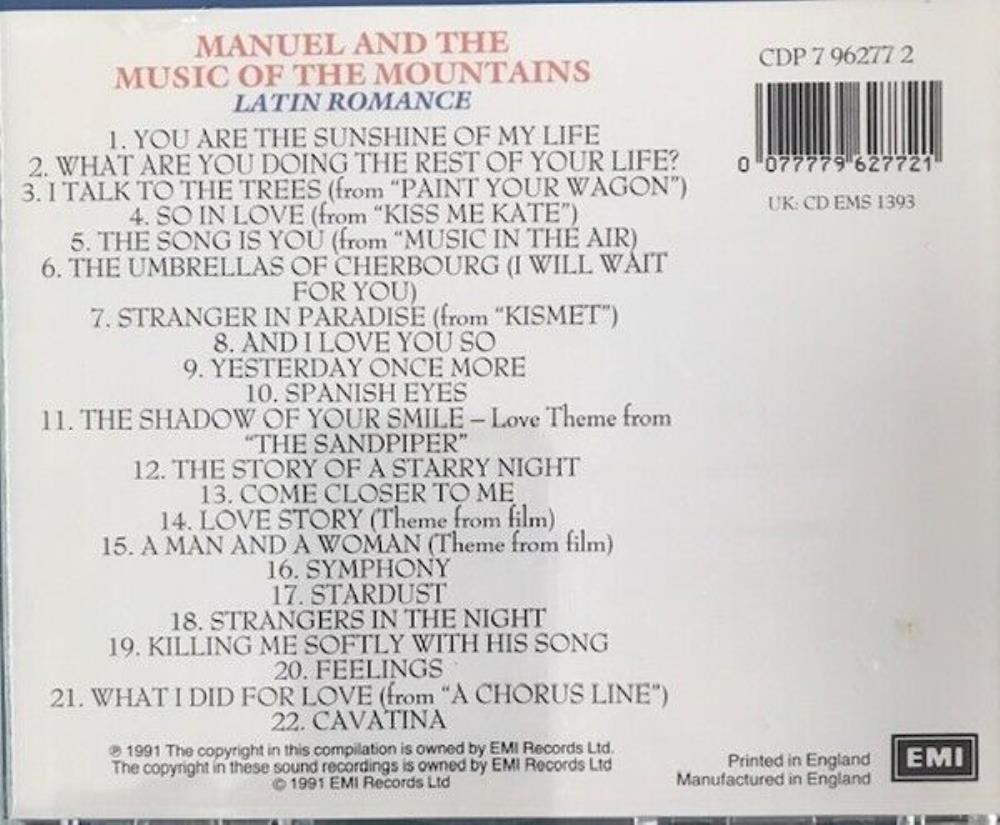 MANUEL AND THE
MUSIC OF THE MOUNTAINS
LATIN ROMANCE
1. YOU ARE THE SUNSHINE OF MY LIFE
2. WHAT ARE YOU DOING THE REST OF YOUR LIFE?
3. I TALK TO THE TREES (from “PAINT YOUR WAGON”)
4. SO IN LOVE (from “KISS ME KATE”)
5. THE SONG IS YOU (from “MUSIC IN THE AIR)
6. THE UMBRELLAS OF CHERBOURG (I WILL WAIT
FOR YOU)
7. STRANGER IN PARADISE (from “KISMET”)
8. AND I LOVE YOU SO
9. YESTERDAY ONCE MORE
10. SPANISH EYES
11. THE SHADOW OF YOUR SMILE – Love Theme from
“THE SANDPIPER”
12. THE STORY OF A STARRY NIGHT
13. COME CLOSER TO ME
14. LOVE STORY (Theme from film)
15. A MAN AND A WOMAN (Theme from film)
16. SYMPHONY
17. STARDUST
18. STRANGERS IN THE NIGHT
19. KILLING ME SOFTLY WITH HIS SONG
20. FEELINGS
21. WHAT I DID FOR LOVE (from “A CHORUS LINE”)
22. CAVATINA
℗ 1991 The copyright in this compilation is owned by EMI Records Ltd.
The copyright in these sound recordings is owned by EMI Records Ltd
© 1991 EMI Records Ltd
CDP 7 96277 2
0 077779 627721
UK: CD EMS 1393
Printed in England
Manufactured in England
EMI